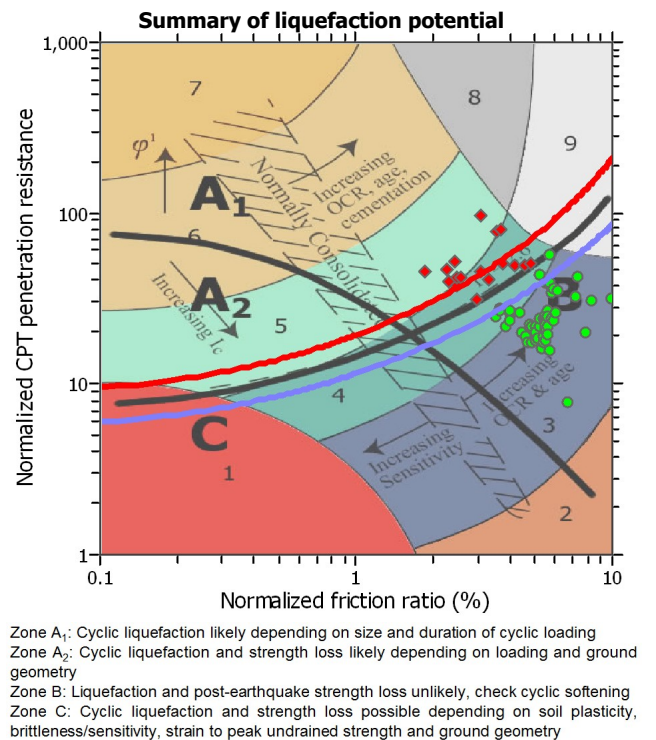 Summary of liquefaction potential
1,000
100
10
1
Normalized CPT penetration resistance
7
8
9
φ¹
A₁
Normally Consolidated
Increasing
OCR, age,
cementation
6
A₂
Increasing Ic
5
B
4
Increasing
OCR & age
C
Increasing
Sensitivity
3
1
2
0.1
1
10
Normalized friction ratio (%)
Zone A₁: Cyclic liquefaction likely depending on size and duration of cyclic loading
Zone A₂: Cyclic liquefaction and strength loss likely depending on loading and ground
geometry
Zone B: Liquefaction and post-earthquake strength loss unlikely, check cyclic softening
Zone C: Cyclic liquefaction and strength loss possible depending on soil plasticity,
brittleness/sensitivity, strain to peak undrained strength and ground geometry